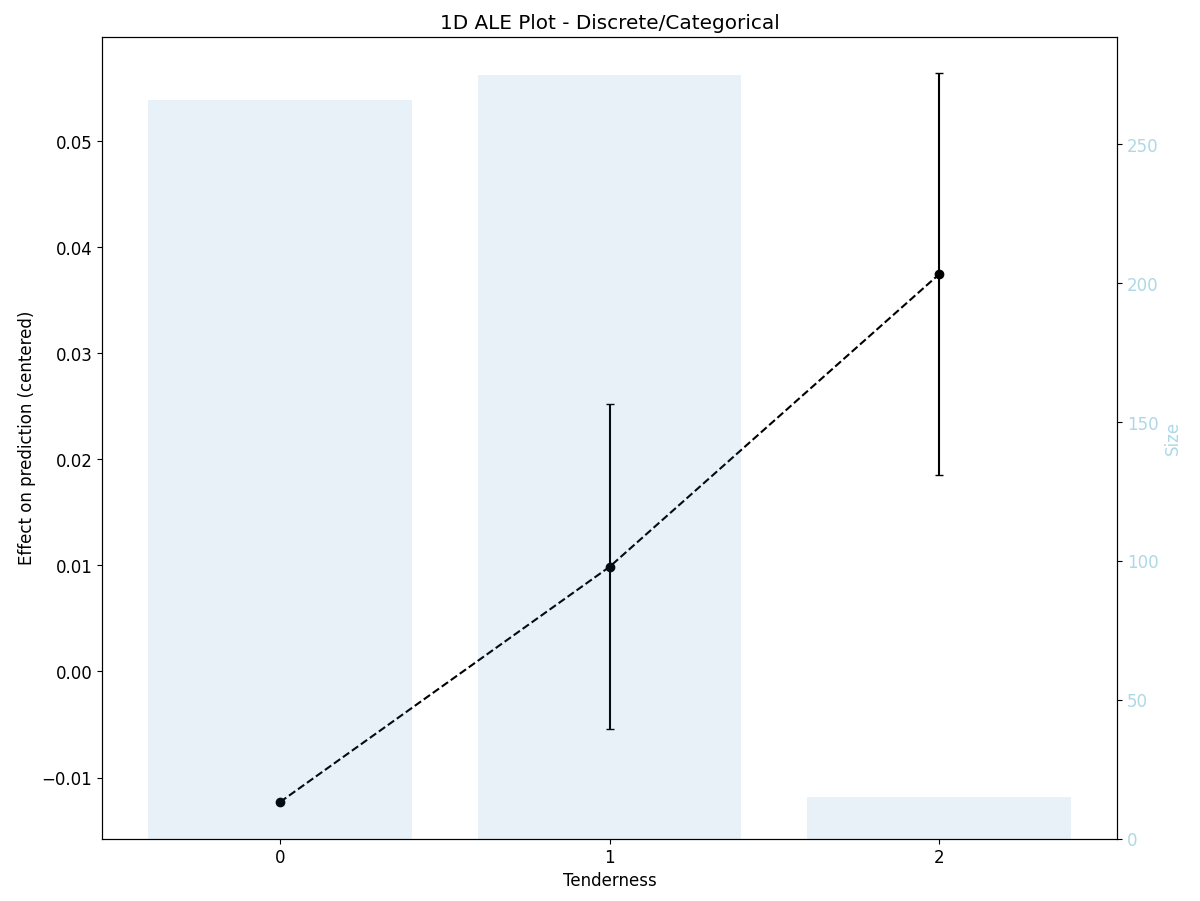 1D ALE Plot - Discrete/Categorical
Effect on prediction (centered)
0.05
0.04
0.03
0.02
0.01
0.00
−0.01
250
200
150
100
50
0
Size
0 1 2
Tenderness